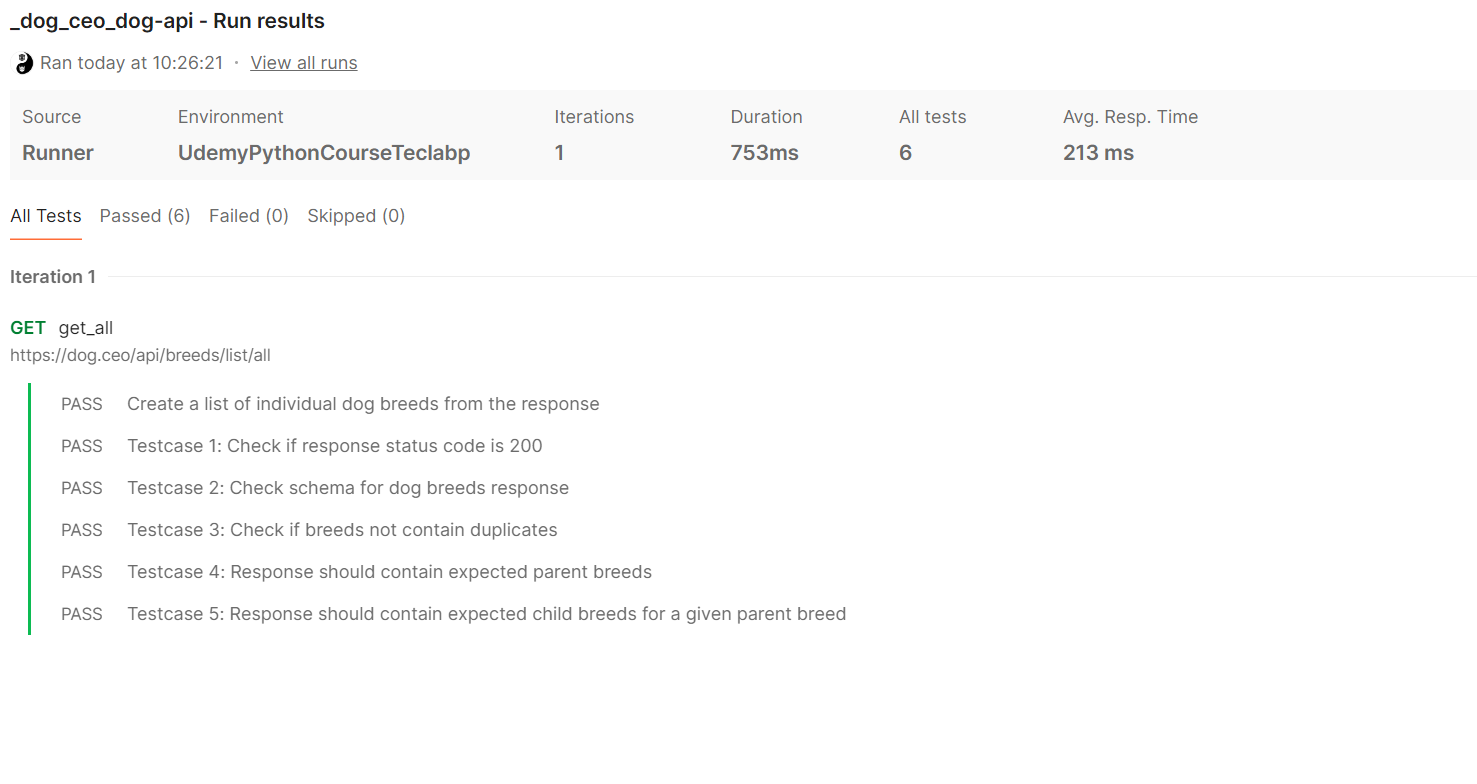 _dog_ceo_dog-api - Run results
Ran today at 10:26:21 · View all runs
Source Environment Iterations Duration All tests Avg. Resp. Time
Runner UdemyPythonCourseTeclabp 1 753ms 6 213 ms
All Tests Passed (6) Failed (0) Skipped (0)
Iteration 1
GET get_all
https://dog.ceo/api/breeds/list/all
PASS Create a list of individual dog breeds from the response
PASS Testcase 1: Check if response status code is 200
PASS Testcase 2: Check schema for dog breeds response
PASS Testcase 3: Check if breeds not contain duplicates
PASS Testcase 4: Response should contain expected parent breeds
PASS Testcase 5: Response should contain expected child breeds for a given parent breed